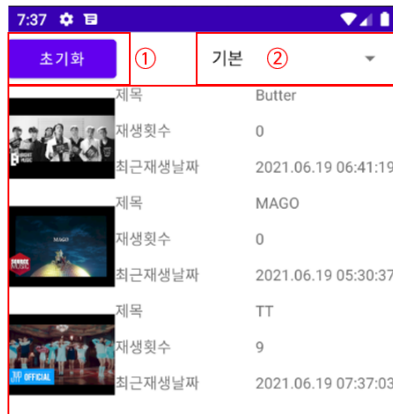 7:37
초기화 ① 기본 ②
제목 Butter
재생횟수 0
최근재생날짜 2021.06.19 06:41:19
제목 MAGO
MAGO
재생횟수 0
최근재생날짜 2021.06.19 05:30:37
제목 TT
재생횟수 9
OFFICIAL
최근재생날짜 2021.06.19 07:37:03